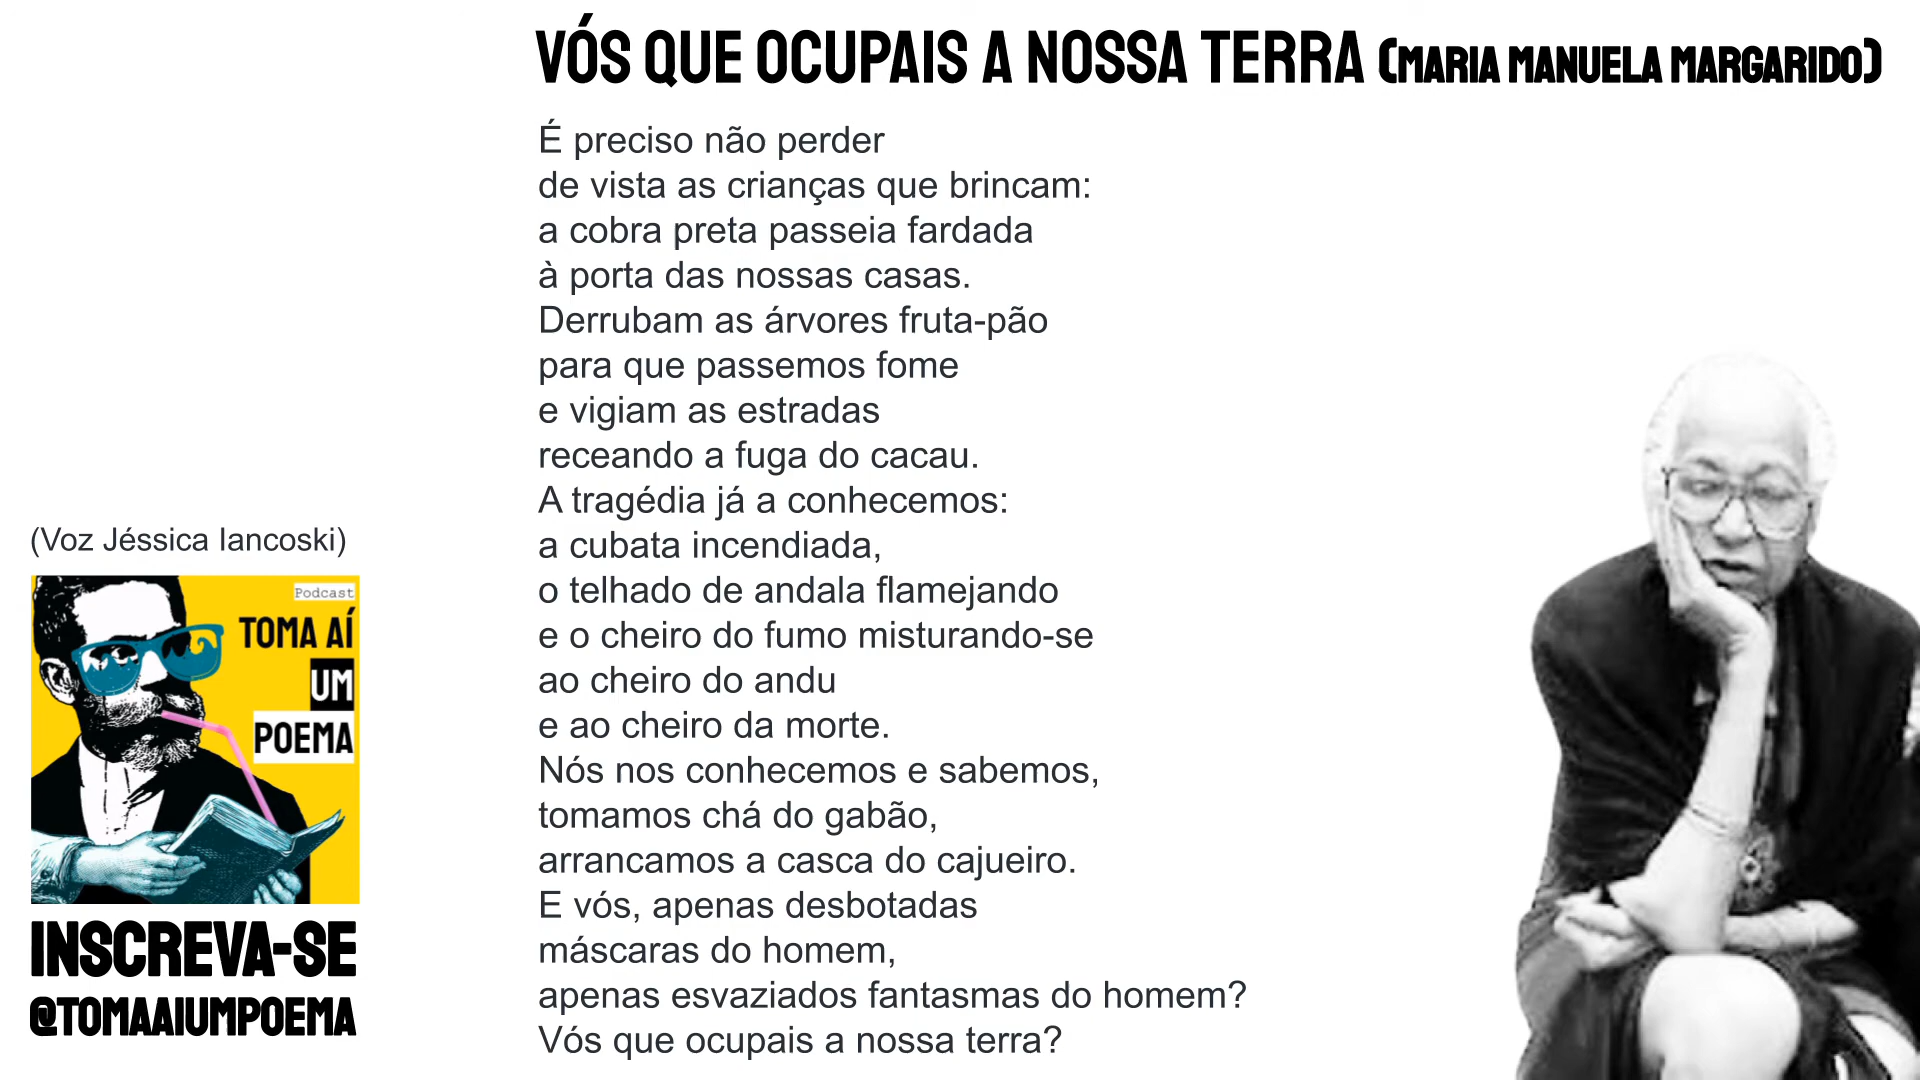 VÓS QUE OCUPAIS A NOSSA TERRA (MARIA MANUELA MARGARIDO)
É preciso não perder
de vista as crianças que brincam:
a cobra preta passeia fardada
à porta das nossas casas.
Derrubam as árvores fruta-pão
para que passemos fome
e vigiam as estradas
receando a fuga do cacau.
A tragédia já a conhecemos:
a cubata incendiada,
o telhado de andala flamejando
e o cheiro do fumo misturando-se
ao cheiro do andu
e ao cheiro da morte.
Nós nos conhecemos e sabemos,
tomamos chá do gabão,
arrancamos a casca do cajueiro.
E vós, apenas desbotadas
máscaras do homem,
apenas esvaziados fantasmas do homem?
Vós que ocupais a nossa terra?
(Voz Jéssica Iancoski)
Podcast
TOMA AÍ
UM
POEMA
INSCREVA-SE
@TOMAAIUMPOEMA